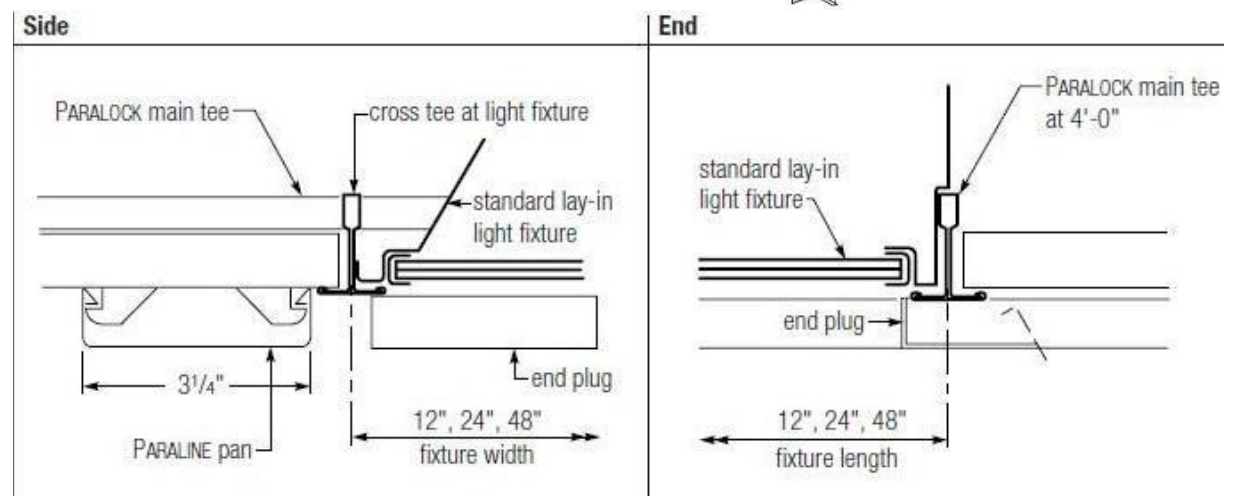 Side
PARALOCK main tee
cross tee at light fixture
standard lay-in
light fixture
end plug
3 1/4"
12", 24", 48"
fixture width
PARALINE pan
End
PARALOCK main tee
at 4'-0"
standard lay-in
light fixture
end plug
12", 24", 48"
fixture length